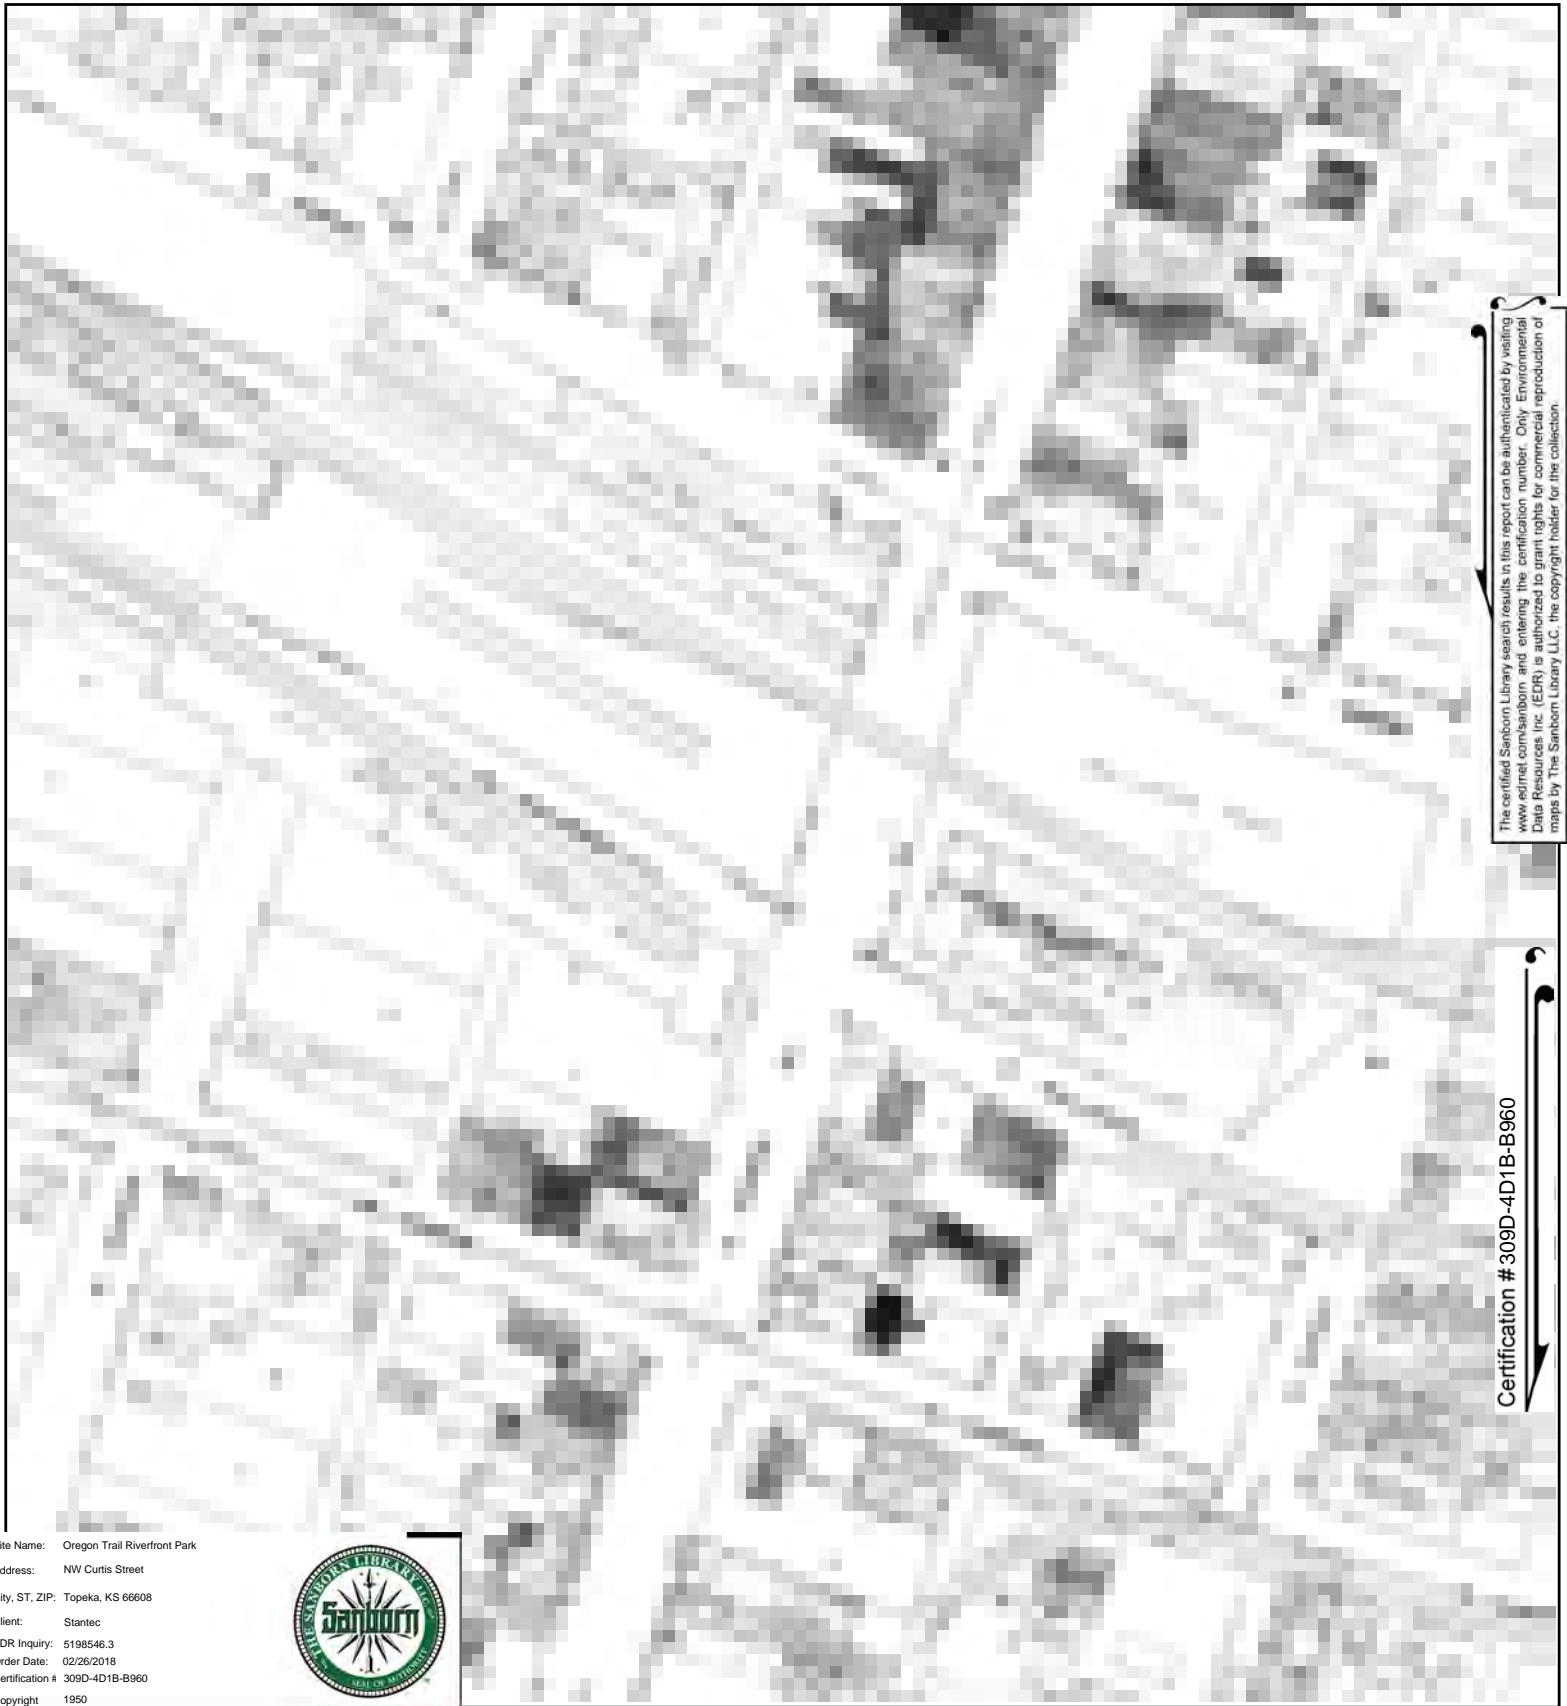 The certified Sanborn Library search results in this report can be authenticated by visiting
www.edrnet.com/sanborn and entering the certification number. Only Environmental
Data Resources Inc. (EDR) is authorized to grant rights for commercial reproduction of
maps by The Sanborn Library LLC, the copyright holder for the collection.
Certification # 309D-4D1B-B960
ite Name: Oregon Trail Riverfront Park
ddress: NW Curtis Street
ity, ST, ZIP: Topeka, KS 66608
lient: Stantec
DR Inquiry: 5198546.3
rder Date: 02/26/2018
ertification # 309D-4D1B-B960
opyright 1950
THE SANBORN LIBRARY, LLC
Sanborn
SEAL OF AUTHORITY